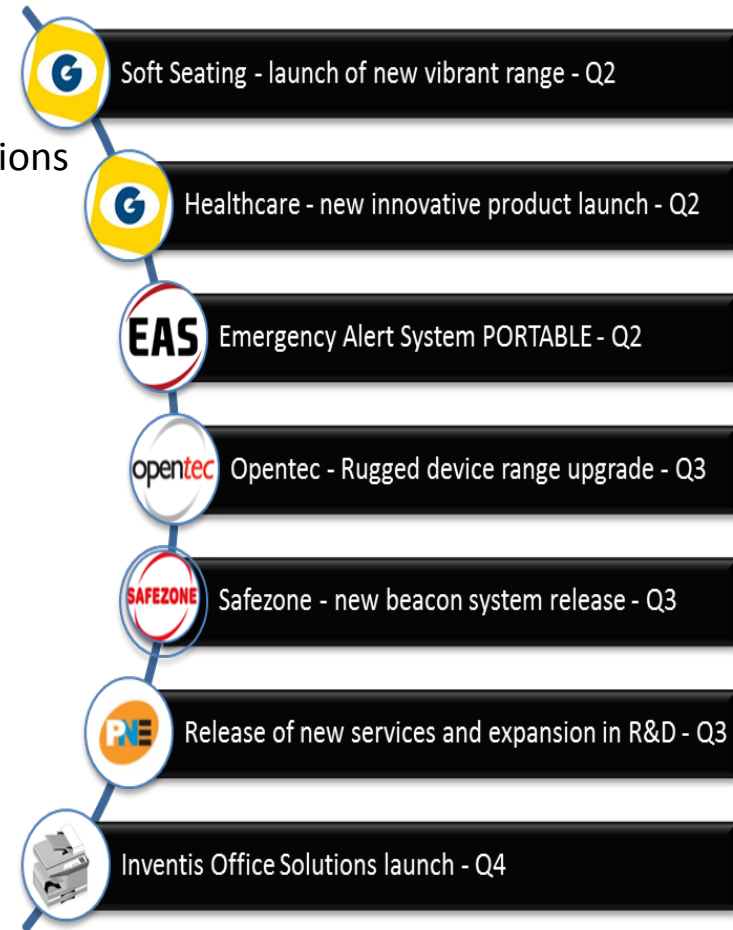 G
Soft Seating - launch of new vibrant range - Q2
ions
G
Healthcare - new innovative product launch - Q2
EAS
Emergency Alert System PORTABLE - Q2
opentec
Opentec - Rugged device range upgrade - Q3
SAFEZONE
Safezone - new beacon system release - Q3
PNE
Release of new services and expansion in R&D - Q3
Inventis Office Solutions launch - Q4